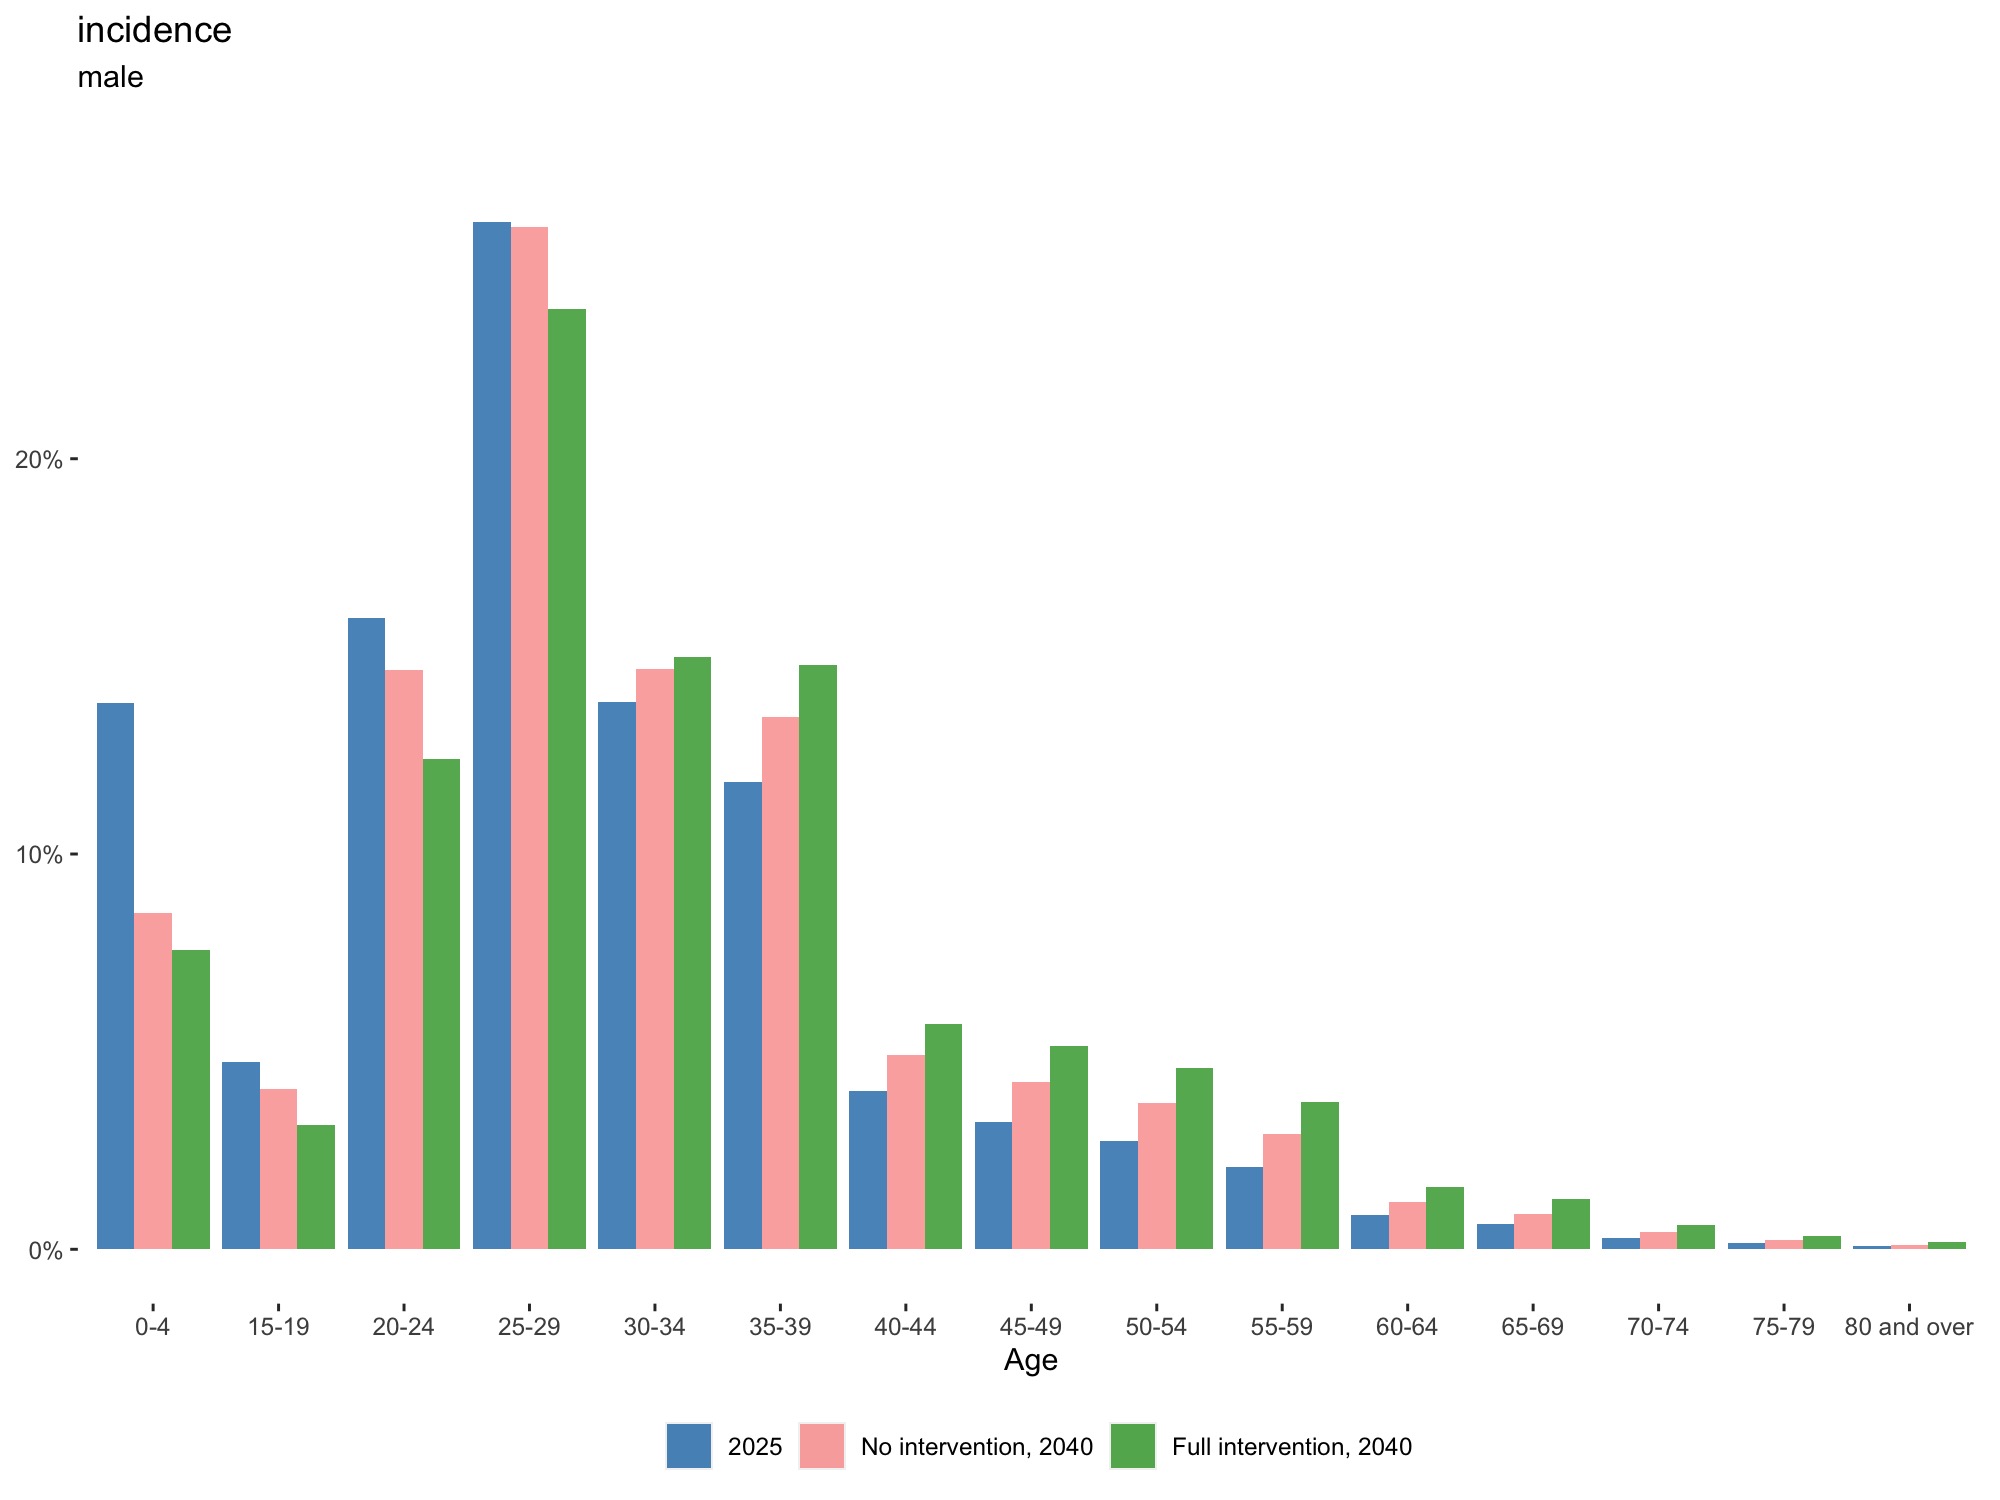 incidence
male
20%
10%
0%
0-4 15-19 20-24 25-29 30-34 35-39 40-44 45-49 50-54 55-59 60-64 65-69 70-74 75-79 80 and over
Age
2025 No intervention, 2040 Full intervention, 2040